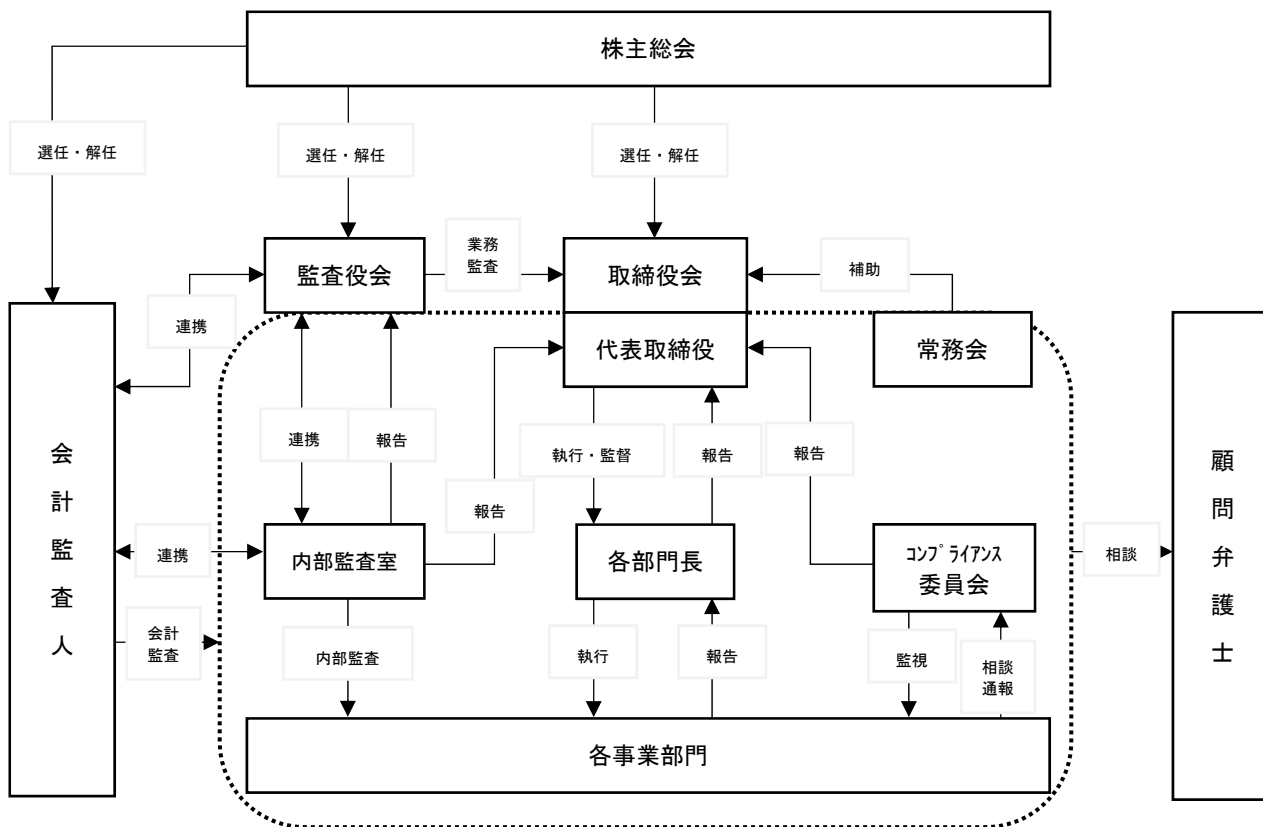 株主総会
選任・解任
選任・解任
選任・解任
監査役会
業務
監査
取締役会
補助
連携
代表取締役
常務会
連携
報告
執行・監督
報告
報告
報告
会計監査人
顧問弁護士
連携
内部監査室
各部門長
ｺﾝﾌﾟﾗｲｱﾝｽ
委員会
相談
会計
監査
内部監査
執行
報告
監視
相談
通報
各事業部門